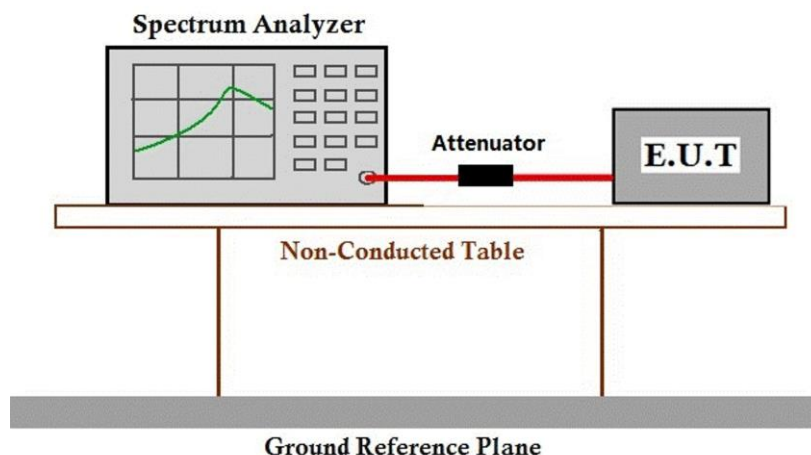 Spectrum Analyzer
Attenuator
E.U.T
Non-Conducted Table
Ground Reference Plane